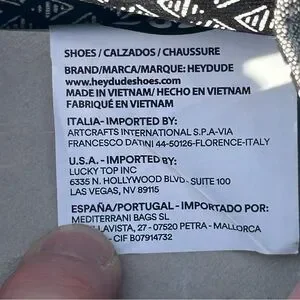 SHOES / CALZADOS / CHAUSSURE
BRAND/MARCA/MARQUE: HEYDUDE
www.heydudeshoes.com
MADE IN VIETNAM/ HECHO EN VIETNAM
FABRIQUÉ EN VIETNAM
ITALIA- IMPORTED BY:
ARTCRAFTS INTERNATIONAL S.P.A-VIA
FRANCESCO DATINI 44-50126-FLORENCE-ITALY
U.S.A. - IMPORTED BY:
LUCKY TOP INC
6335 N. HOLLYWOOD BLVD. SUITE 100
LAS VEGAS, NV 89115
ESPAÑA/PORTUGAL - IMPORTADO POR:
MEDITERRANI BAGS SL
LLAVISTA, 27 - 07520 PETRA - MALLORCA
- CIF B07914732